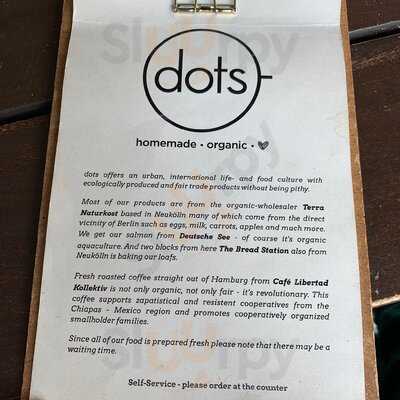 dots
homemade • organic •
dots offers an urban, international life- and food culture with
ecologically produced and fair trade products without being pithy.
Most of our products are from the organic-wholesaler Terra
Naturkost based in Neukölln many of which come from the direct
vicinity of Berlin such as eggs, milk, carrots, apples and much more.
We get our salmon from Deutsche See - of course it's organic
aquaculture. And two blocks from here The Bread Station also from
Neukölln is baking our loafs.
Fresh roasted coffee straight out of Hamburg from Café Libertad
Kollektiv is not only organic, not only fair - it's revolutionary. This
coffee supports zapatistical and resistent cooperatives from the
Chiapas - Mexico region and promotes cooperatively organized
smallholder families.
Since all of our food is prepared fresh please note that there may be a
waiting time.
Self-Service - please order at the counter